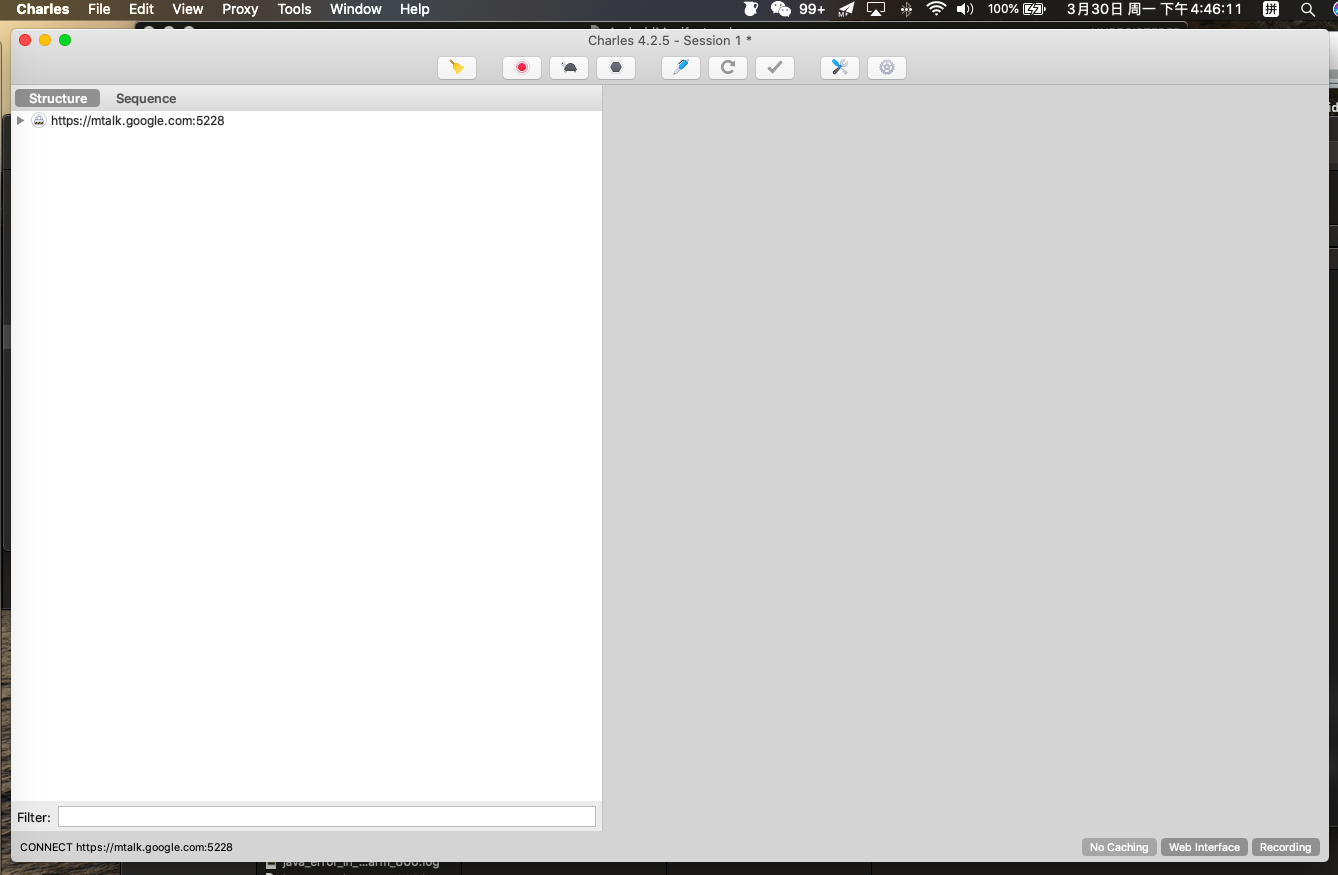 Charles File Edit View Proxy Tools Window Help 99+ 100% 3月30日 周一 下午4:46:11 拼
Charles 4.2.5 - Session 1 *
Structure Sequence
https://mtalk.google.com:5228
Filter:
CONNECT https://mtalk.google.com:5228
No Caching Web Interface Recording
java_error_in_...arm_800.log